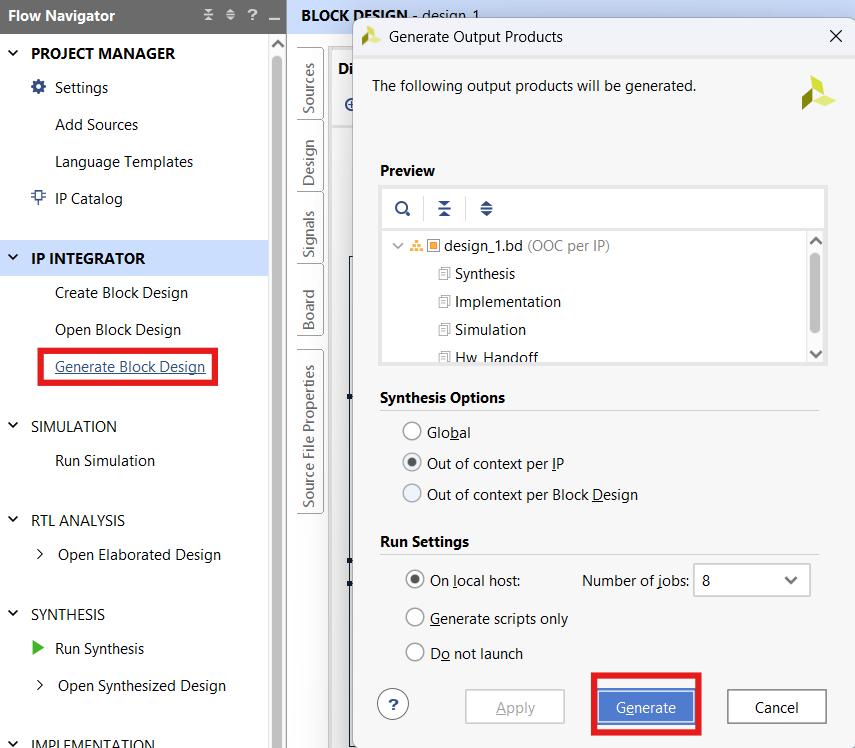 Flow Navigator
?
PROJECT MANAGER
Settings
Add Sources
Language Templates
IP Catalog
IP INTEGRATOR
Create Block Design
Open Block Design
Generate Block Design
SIMULATION
Run Simulation
RTL ANALYSIS
Open Elaborated Design
SYNTHESIS
Run Synthesis
Open Synthesized Design
IMPLEMENTATION
BLOCK DESIGN - design_1
Sources
Design
Signals
Board
Source File Properties
Di
Generate Output Products
The following output products will be generated.
Preview
design_1.bd (OOC per IP)
Synthesis
Implementation
Simulation
Hw_Handoff
Synthesis Options
Global
Out of context per IP
Out of context per Block Design
Run Settings
On local host: Number of jobs: 8
Generate scripts only
Do not launch
? Apply Generate Cancel